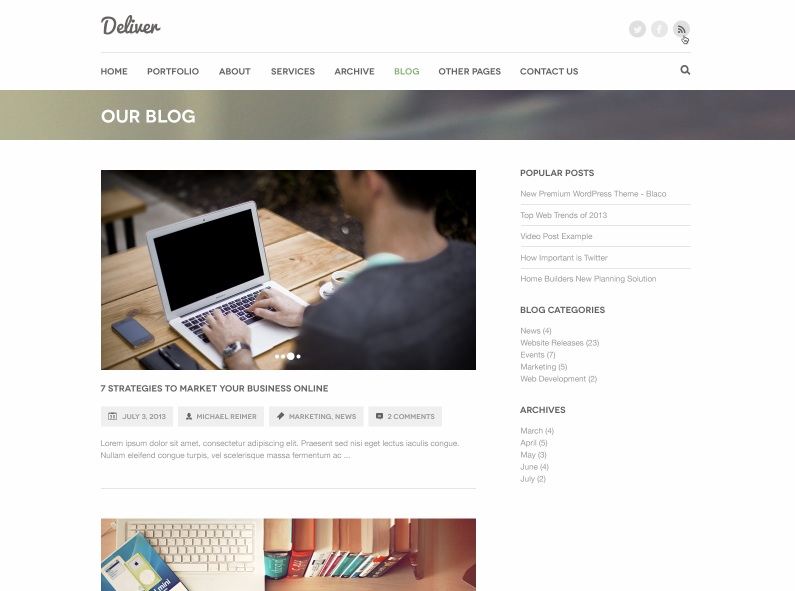 Deliver
HOME PORTFOLIO ABOUT SERVICES ARCHIVE BLOG OTHER PAGES CONTACT US
OUR BLOG
7 STRATEGIES TO MARKET YOUR BUSINESS ONLINE
JULY 3, 2013 MICHAEL REIMER MARKETING, NEWS 2 COMMENTS
Lorem ipsum dolor sit amet, consectetur adipiscing elit. Praesent sed nisi eget lectus iaculis congue.
Nullam eleifend congue turpis, vel scelerisque massa fermentum ac ...
POPULAR POSTS
New Premium WordPress Theme - Blaco
Top Web Trends of 2013
Video Post Example
How Important is Twitter
Home Builders New Planning Solution
BLOG CATEGORIES
News (4)
Website Releases (23)
Events (7)
Marketing (5)
Web Development (2)
ARCHIVES
March (4)
April (5)
May (3)
June (4)
July (2)